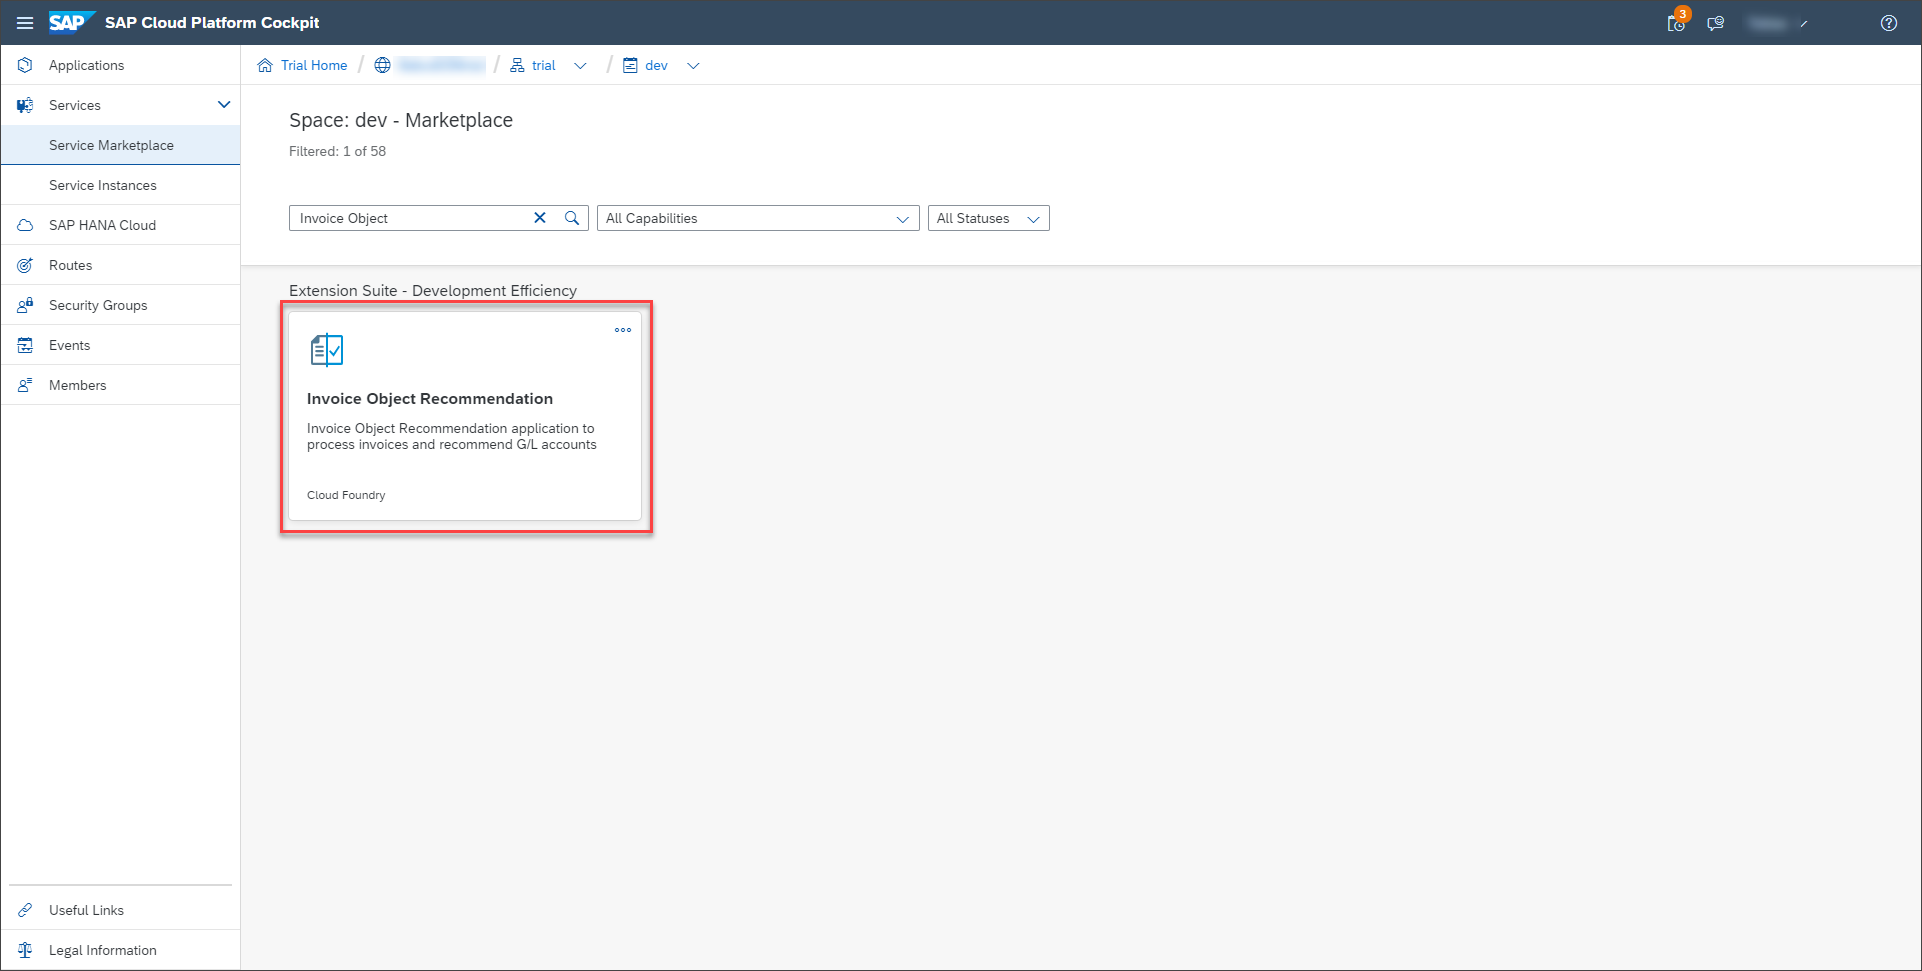 SAP SAP Cloud Platform Cockpit
3
Applications
Services
Service Marketplace
Service Instances
SAP HANA Cloud
Routes
Security Groups
Events
Members
Useful Links
Legal Information
Trial Home / / trial / dev
Space: dev - Marketplace
Filtered: 1 of 58
Invoice Object
All Capabilities
All Statuses
Extension Suite - Development Efficiency
Invoice Object Recommendation
Invoice Object Recommendation application to
process invoices and recommend G/L accounts
Cloud Foundry